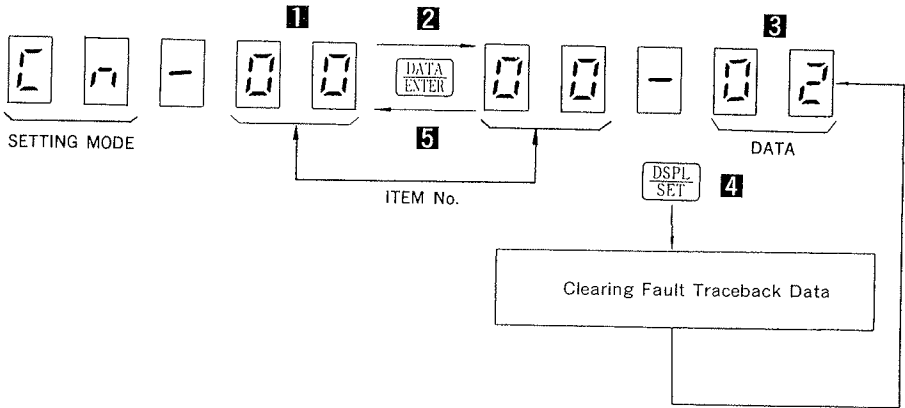 1 2 3
Cn-00 00-02
DATA
ENTER
5
SETTING MODE
DATA
ITEM No.
DSPL
SET
4
Clearing Fault Traceback Data